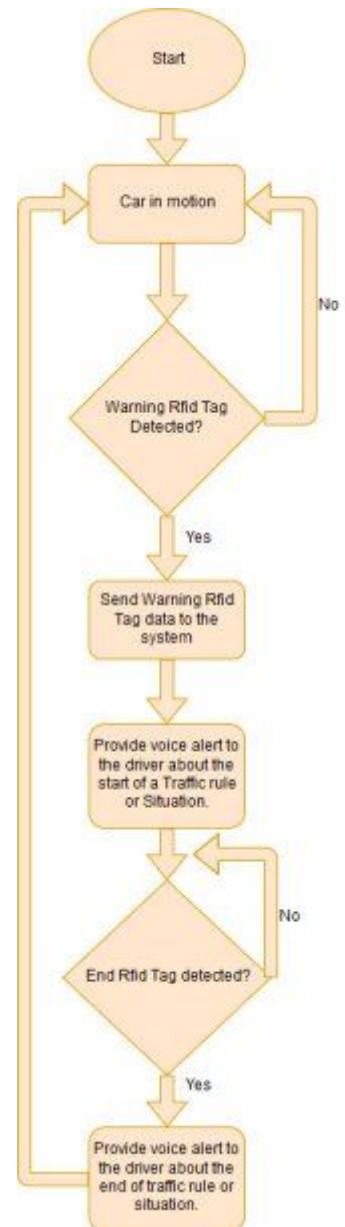 Start
Car in motion
No
Warning Rfid Tag
Detected?
Yes
Send Warning Rfid
Tag data to the
system
Provide voice alert to
the driver about the
start of a Traffic rule
or Situation.
No
End Rfid Tag detected?
Yes
Provide voice alert to
the driver about the
end of traffic rule or
situation.